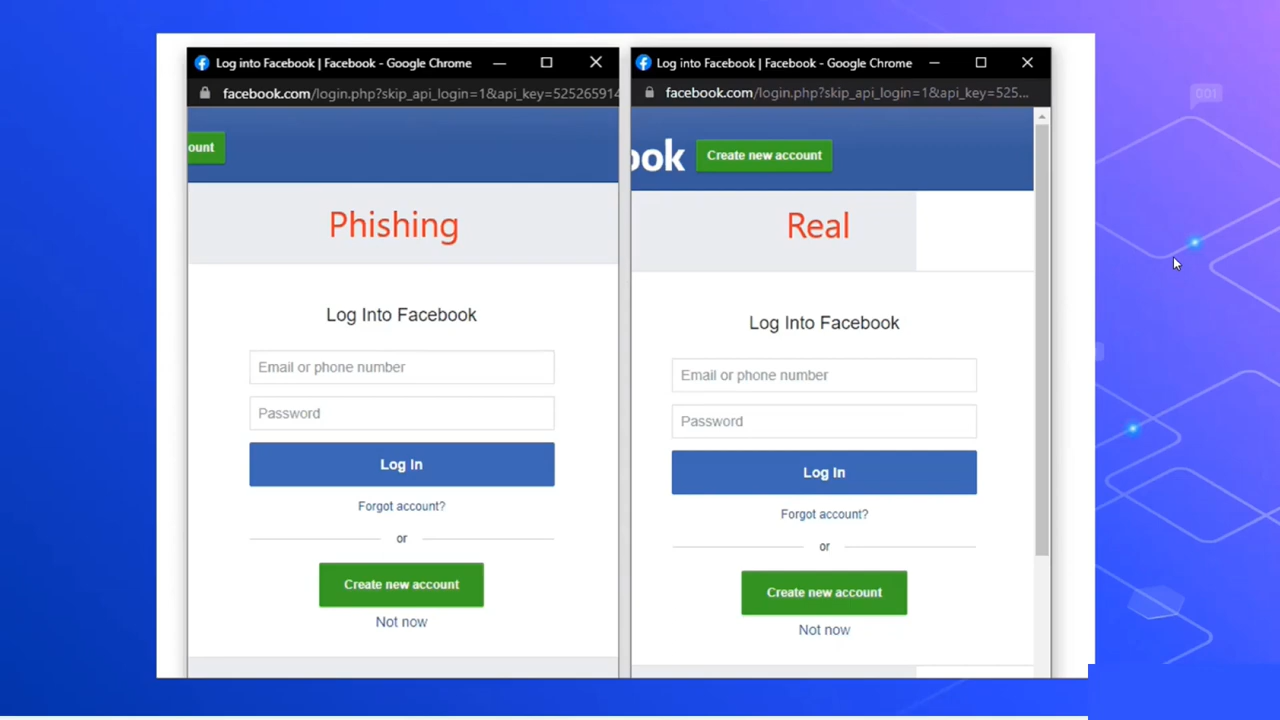 Log into Facebook | Facebook - Google Chrome
facebook.com/login.php?skip_api_login=1&api_key=525265914
ount
Phishing
Log Into Facebook
Email or phone number
Password
Log In
Forgot account?
or
Create new account
Not now
Log into Facebook | Facebook - Google Chrome
facebook.com/login.php?skip_api_login=1&api_key=525...
ook
Create new account
Real
Log Into Facebook
Email or phone number
Password
Log In
Forgot account?
or
Create new account
Not now
001